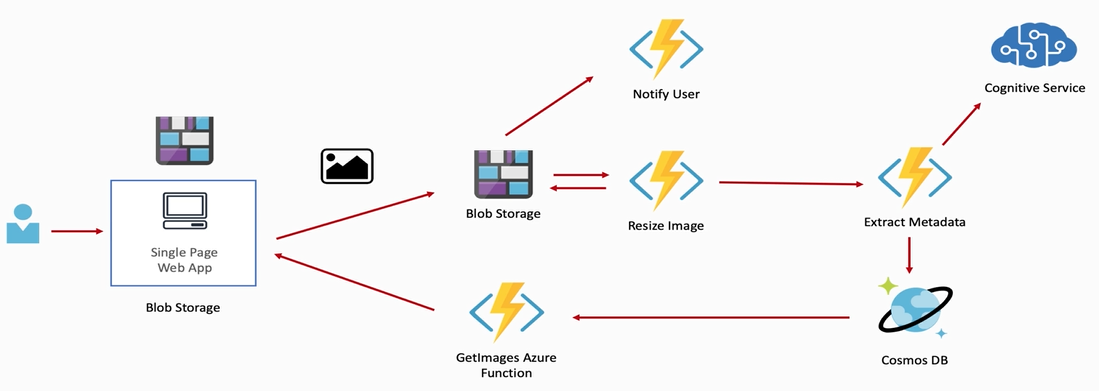 Notify User
Cognitive Service
Single Page
Web App
Blob Storage
Blob Storage
Resize Image
Extract Metadata
GetImages Azure
Function
Cosmos DB